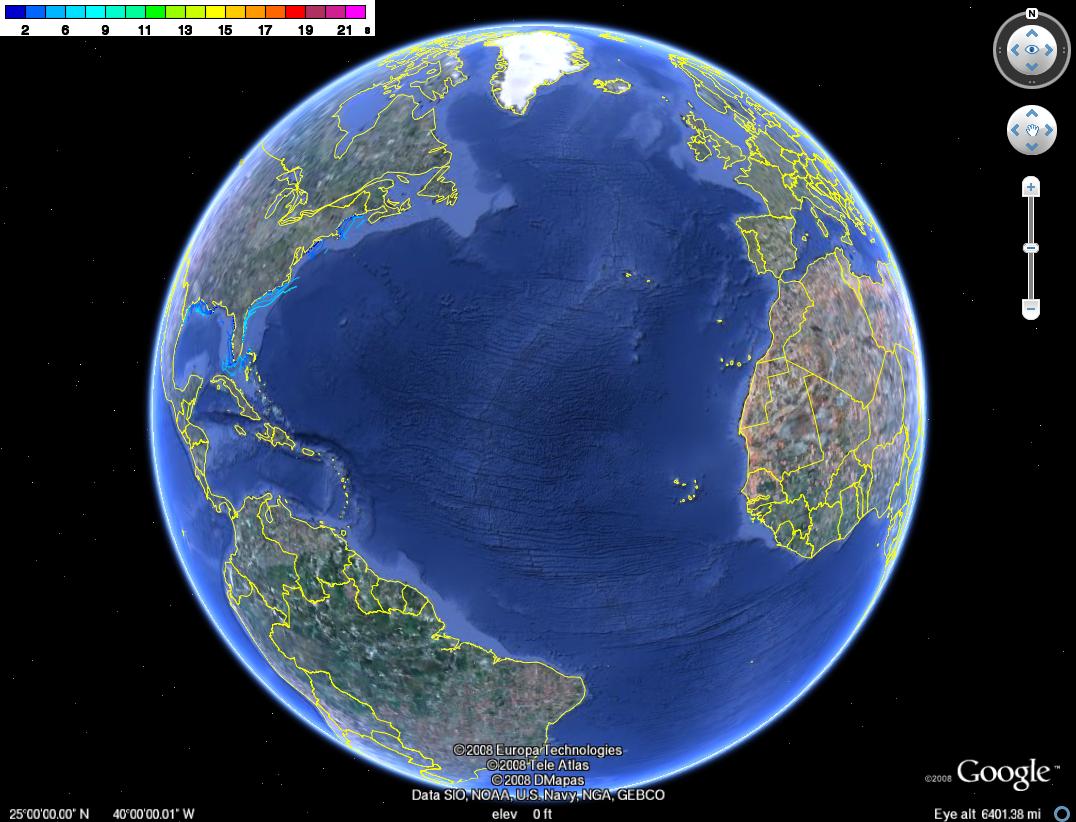 2 6 9 11 13 15 17 19 21 s
N
©2008 Europa Technologies
©2008 Tele Atlas
©2008 DMapas
Data SIO, NOAA, U.S. Navy, NGA, GEBCO
©2008 Google™
25°00'00.00" N 40°00'00.01" W elev 0 ft Eye alt 6401.38 mi